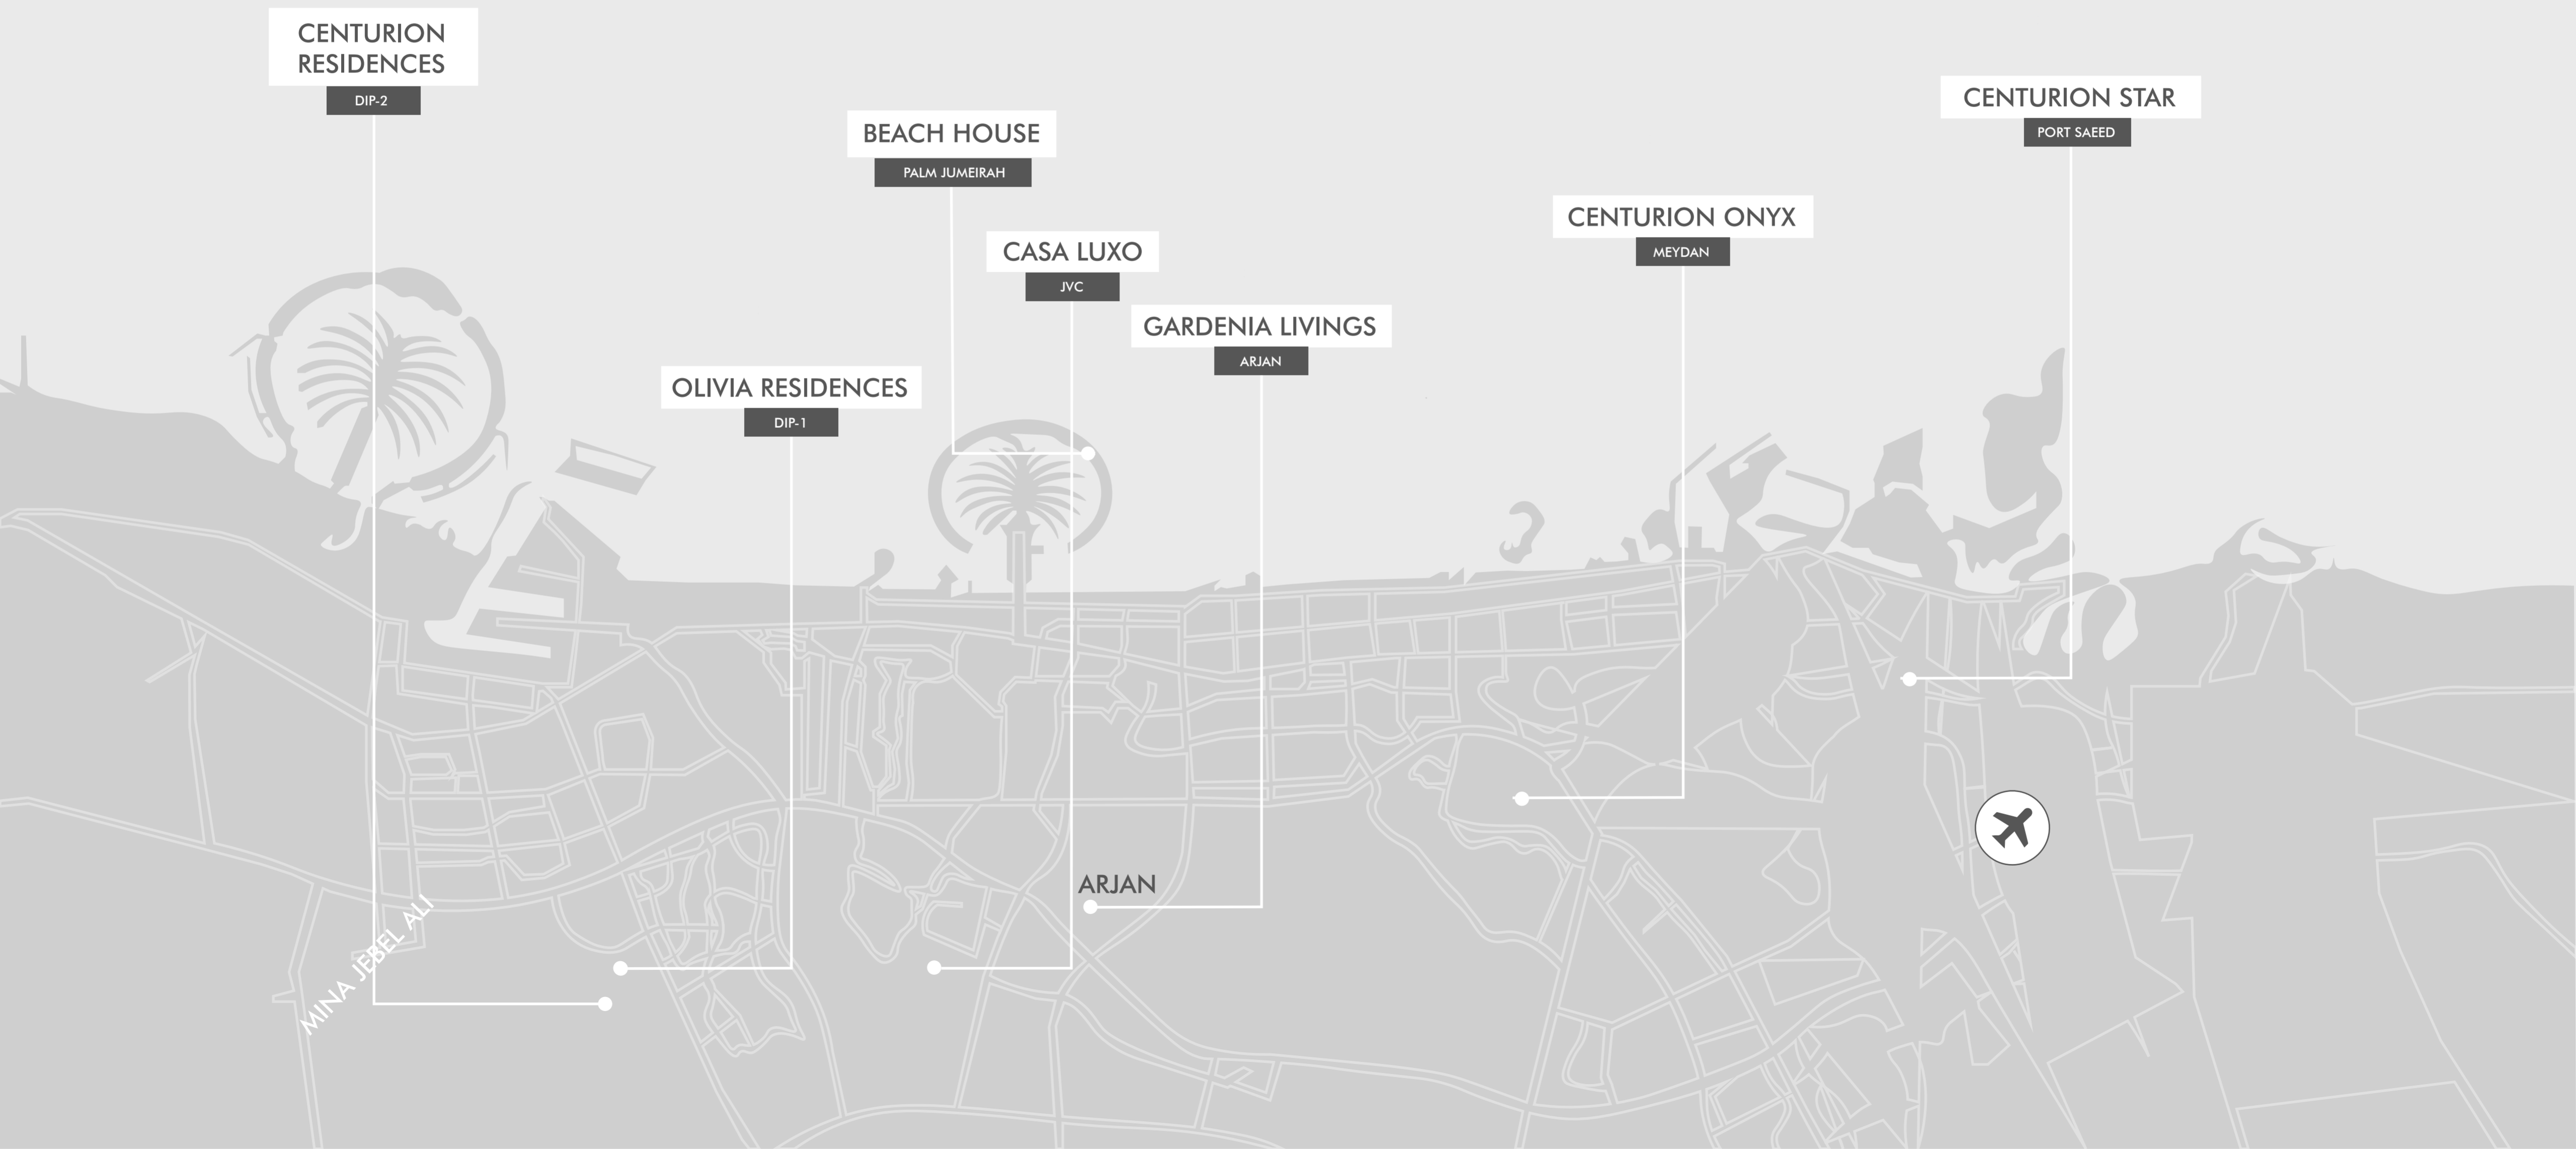 CENTURION
RESIDENCES
DIP-2
BEACH HOUSE
PALM JUMEIRAH
CENTURION STAR
PORT SAEED
CASA LUXO
JVC
CENTURION ONYX
MEYDAN
GARDENIA LIVINGS
ARJAN
OLIVIA RESIDENCES
DIP-1
ARJAN
MINA JEBEL ALI